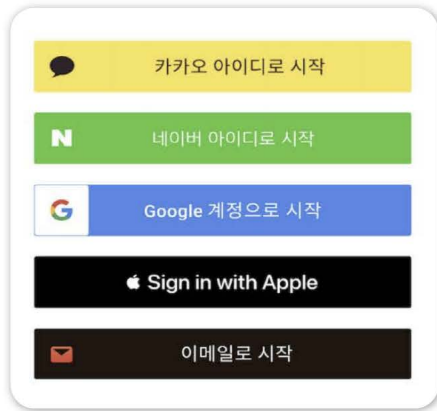 카카오 아이디로 시작
N 네이버 아이디로 시작
G Google 계정으로 시작
Sign in with Apple
이메일로 시작